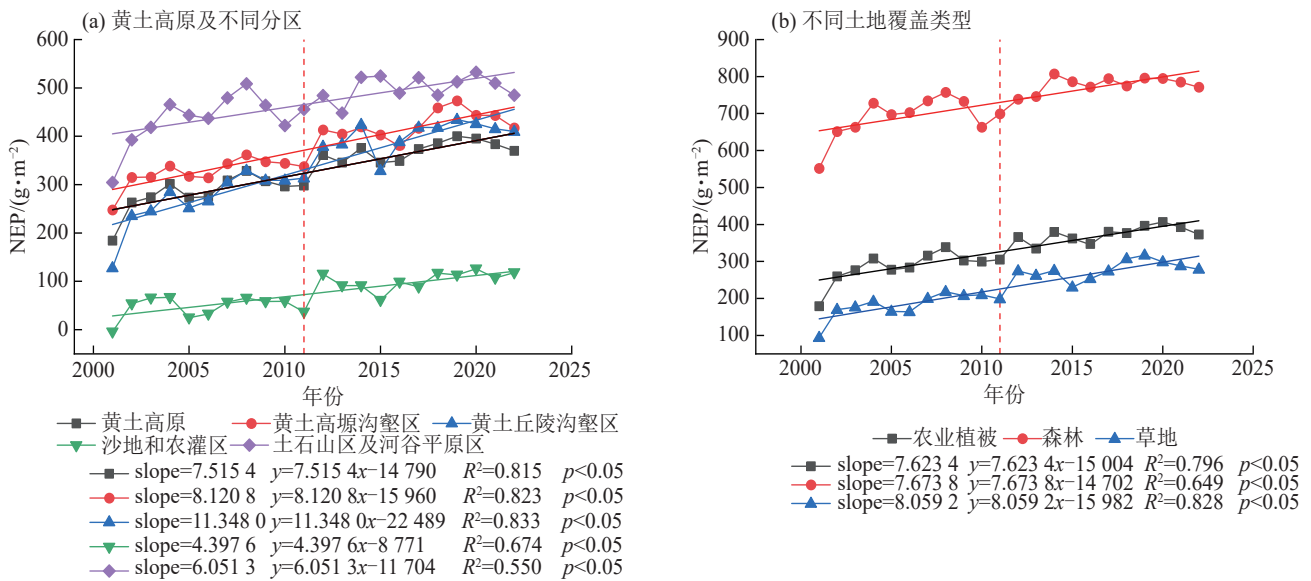 (a) 黄土高原及不同分区
600
500
400
300
200
100
0
NEP/(g·m⁻²)
2000 2005 2010 2015 2020 2025
年份
黄土高原 黄土高塬沟壑区 黄土丘陵沟壑区
沙地和农灌区 土石山区及河谷平原区
slope=7.515 4 y=7.515 4x−14 790 R²=0.815 p<0.05
slope=8.120 8 y=8.120 8x−15 960 R²=0.823 p<0.05
slope=11.348 0 y=11.348 0x−22 489 R²=0.833 p<0.05
slope=4.397 6 y=4.397 6x−8 771 R²=0.674 p<0.05
slope=6.051 3 y=6.051 3x−11 704 R²=0.550 p<0.05
(b) 不同土地覆盖类型
900
800
700
600
500
400
300
200
100
NEP/(g·m⁻²)
2000 2005 2010 2015 2020 2025
年份
农业植被 森林 草地
slope=7.623 4 y=7.623 4x−15 004 R²=0.796 p<0.05
slope=7.673 8 y=7.673 8x−14 702 R²=0.649 p<0.05
slope=8.059 2 y=8.059 2x−15 982 R²=0.828 p<0.05